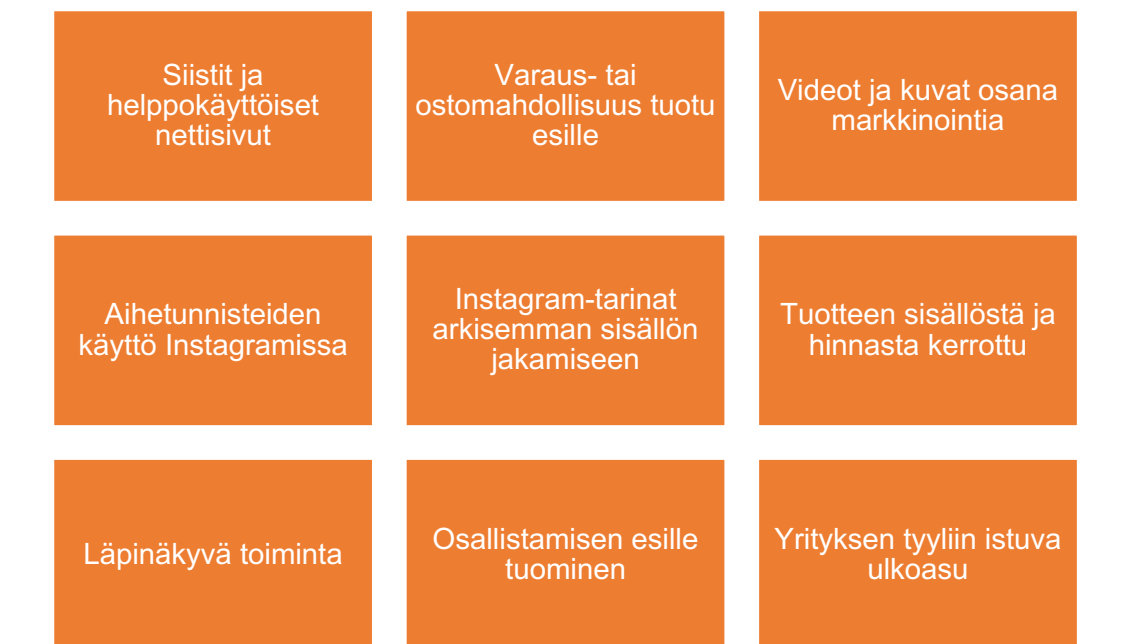 Siistit ja
helppokäyttöiset
nettisivut
Varaus- tai
ostomahdollisuus tuotu
esille
Videot ja kuvat osana
markkinointia
Aihetunnisteiden
käyttö Instagramissa
Instagram-tarinat
arkisemman sisällön
jakamiseen
Tuotteen sisällöstä ja
hinnasta kerrottu
Läpinäkyvä toiminta
Osallistamisen esille
tuominen
Yrityksen tyyliin istuva
ulkoasu